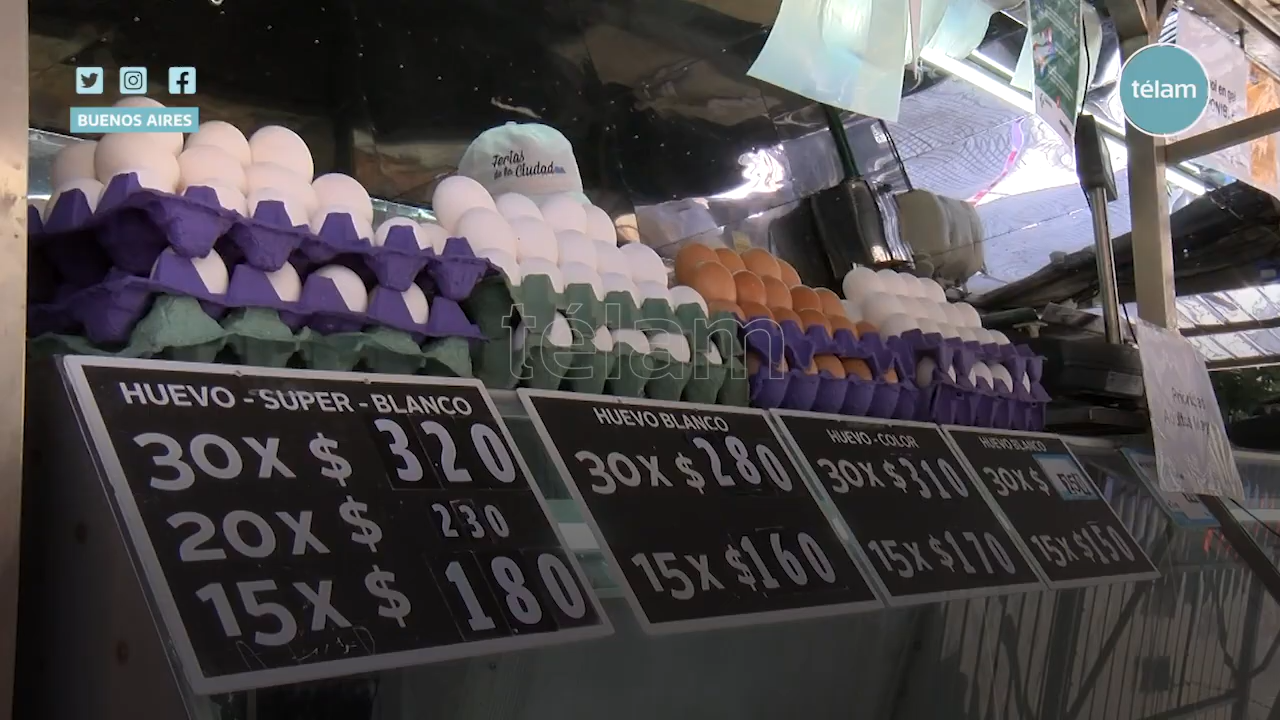 BUENOS AIRES
télam
Ferias
de la Ciudad
télam
HUEVO - SUPER - BLANCO
30X $ 320
20X $ 230
15X $ 180
HUEVO BLANCO
30X $280
15X $160
HUEVO - COLOR
30X $310
15X $170
HUEVO BLANCO
30X $ 250
15X $150